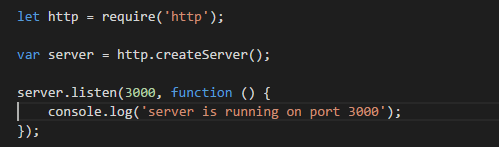 let http = require('http');
var server = http.createServer();
server.listen(3000, function () {
    console.log('server is running on port 3000');
});